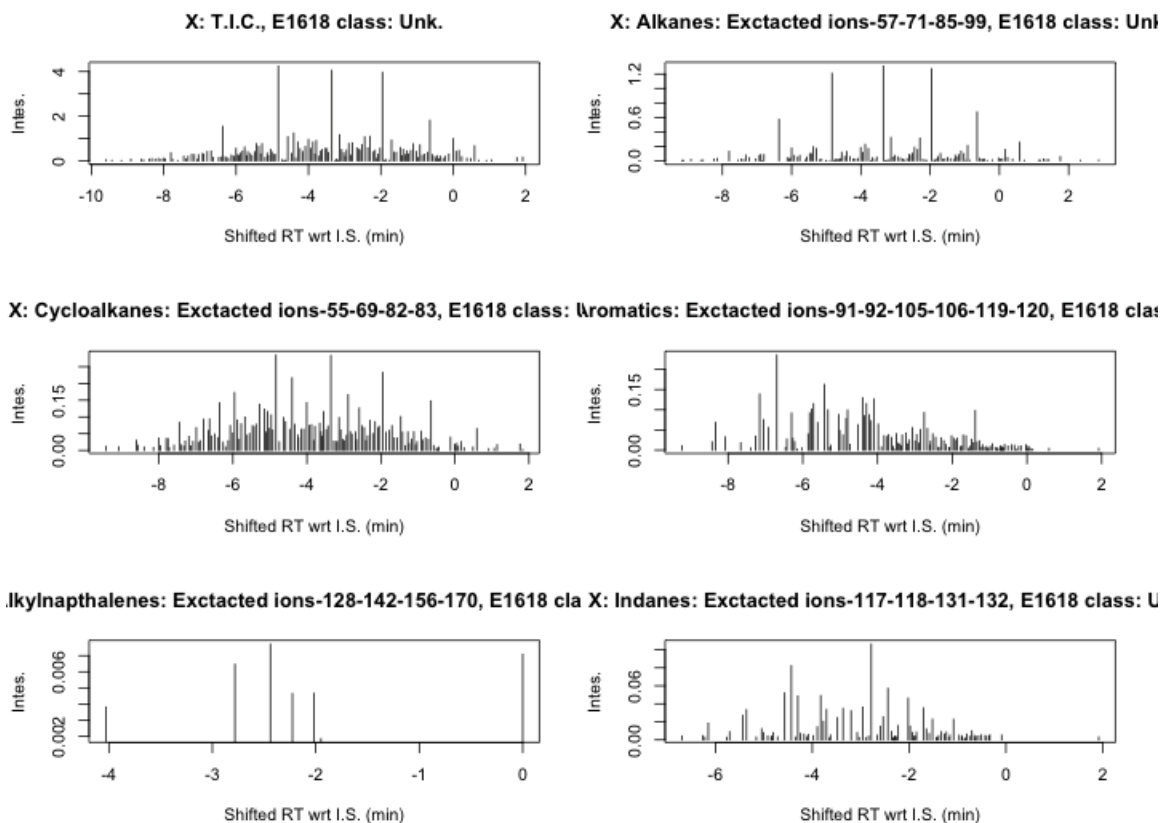 X: T.I.C., E1618 class: Unk.
4
2
0
Intes.
-10 -8 -6 -4 -2 0 2
Shifted RT wrt I.S. (min)
X: Alkanes: Exctacted ions-57-71-85-99, E1618 class: Unk
1.2
0.6
0.0
Intes.
-8 -6 -4 -2 0 2
Shifted RT wrt I.S. (min)
X: Cycloalkanes: Exctacted ions-55-69-82-83, E1618 class: U
0.15
0.00
Intes.
-8 -6 -4 -2 0 2
Shifted RT wrt I.S. (min)
Aromatics: Exctacted ions-91-92-105-106-119-120, E1618 clas
0.15
0.00
Intes.
-8 -6 -4 -2 0 2
Shifted RT wrt I.S. (min)
lkylnapthalenes: Exctacted ions-128-142-156-170, E1618 cla
0.006
0.002
Intes.
-4 -3 -2 -1 0
Shifted RT wrt I.S. (min)
X: Indanes: Exctacted ions-117-118-131-132, E1618 class: U
0.06
0.00
Intes.
-6 -4 -2 0 2
Shifted RT wrt I.S. (min)